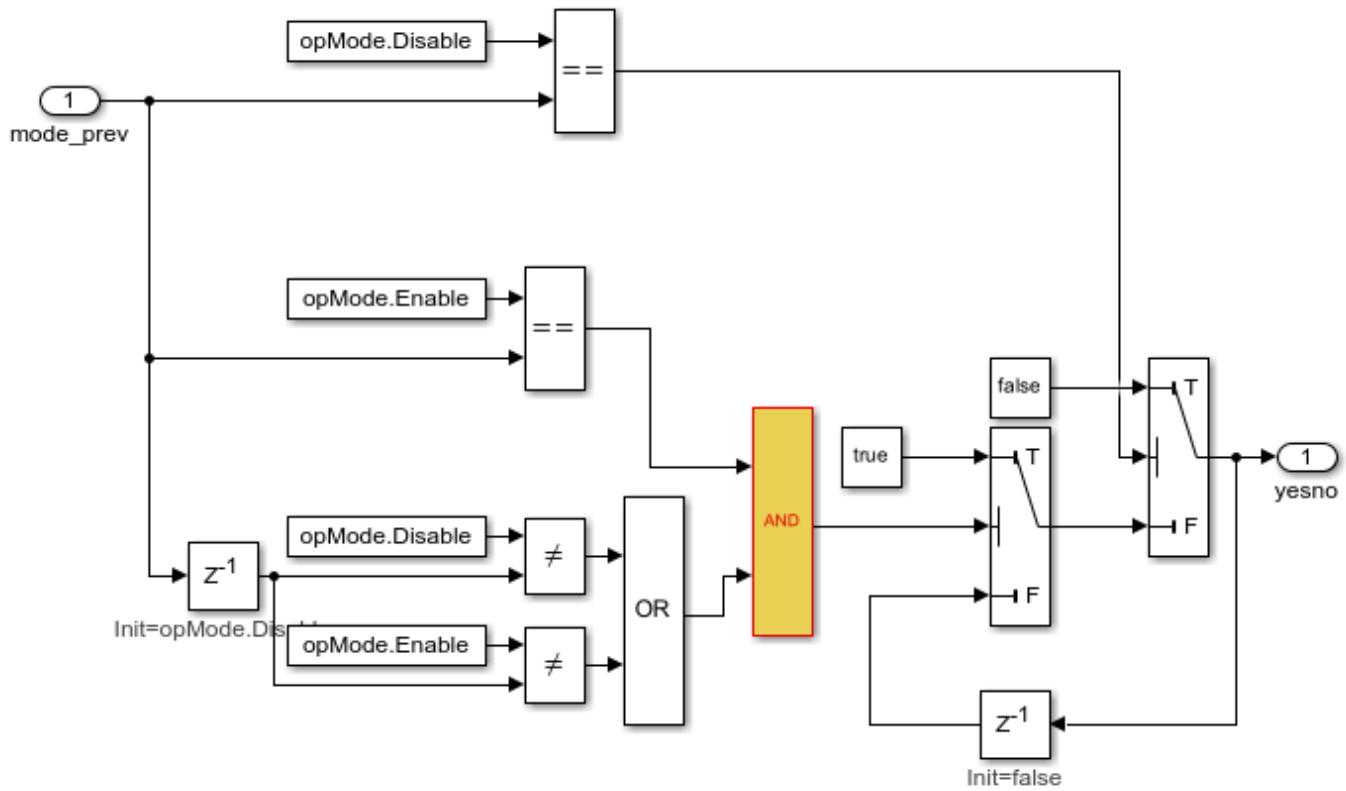 opMode.Disable
==
1
mode_prev
opMode.Enable
==
false
T
true
T
1
yesno
AND
F
opMode.Disable
≠
Z-1
F
OR
opMode.Enable
≠
Z-1
Init=false